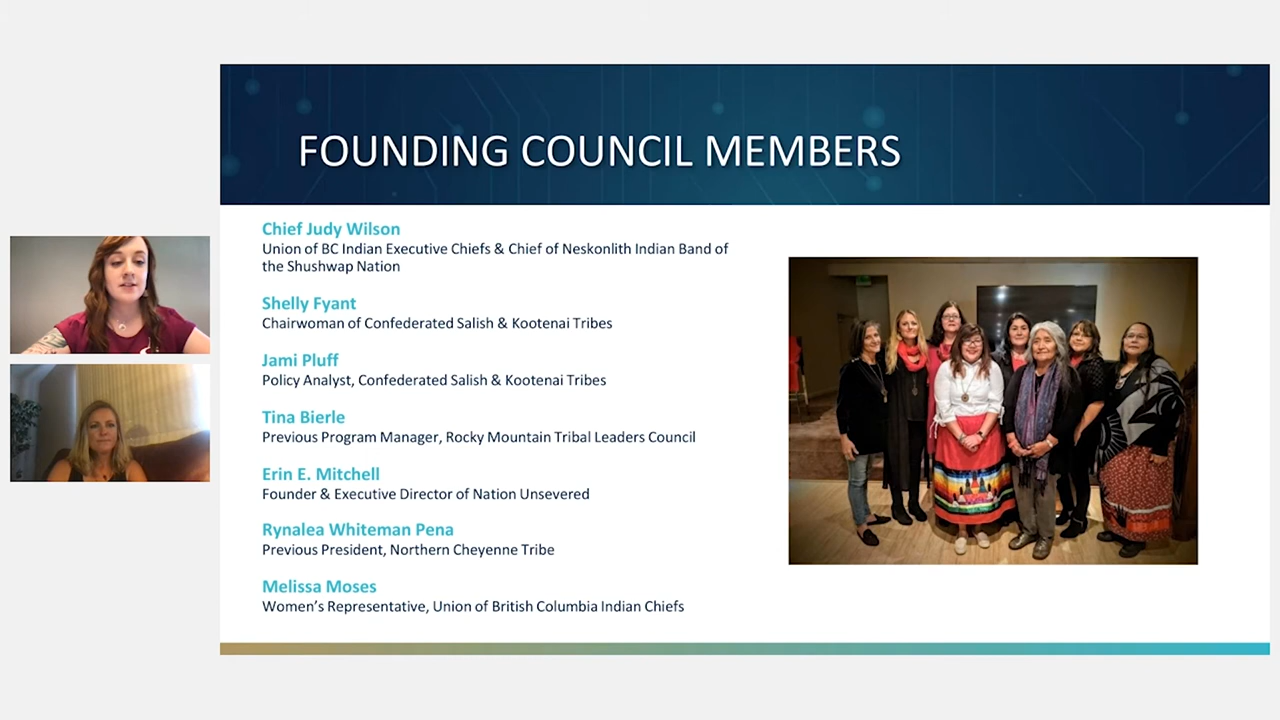 FOUNDING COUNCIL MEMBERS
Chief Judy Wilson
Union of BC Indian Executive Chiefs & Chief of Neskonlith Indian Band of
the Shushwap Nation
Shelly Fyant
Chairwoman of Confederated Salish & Kootenai Tribes
Jami Pluff
Policy Analyst, Confederated Salish & Kootenai Tribes
Tina Bierle
Previous Program Manager, Rocky Mountain Tribal Leaders Council
Erin E. Mitchell
Founder & Executive Director of Nation Unsevered
Rynalea Whiteman Pena
Previous President, Northern Cheyenne Tribe
Melissa Moses
Women’s Representative, Union of British Columbia Indian Chiefs